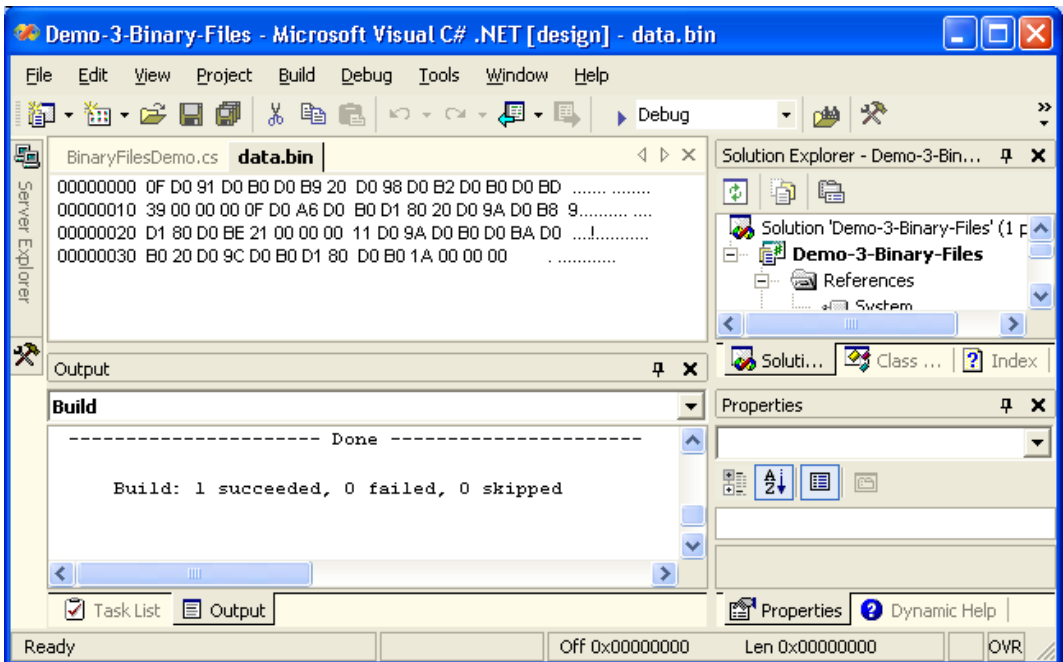 Demo-3-Binary-Files - Microsoft Visual C# .NET [design] - data.bin
File Edit View Project Build Debug Tools Window Help
Debug
Server Explorer
BinaryFilesDemo.cs data.bin
00000000 0F D0 91 D0 B0 D0 B9 20 D0 98 D0 B2 D0 B0 D0 BD ....... ........
00000010 39 00 00 00 0F D0 A6 D0 B0 D1 80 20 D0 9A D0 B8 9.......... ....
00000020 D1 80 D0 BE 21 00 00 00 11 D0 9A D0 B0 D0 BA D0 ....!...........
00000030 B0 20 D0 9C D0 B0 D1 80 D0 B0 1A 00 00 00 . ............
Solution Explorer - Demo-3-Bin...
Solution 'Demo-3-Binary-Files' (1 p
Demo-3-Binary-Files
References
System
Soluti... Class ... Index
Output
Build
---------------------- Done ----------------------
Build: 1 succeeded, 0 failed, 0 skipped
Task List Output
Properties
Properties Dynamic Help
Ready Off 0x00000000 Len 0x00000000 OVR